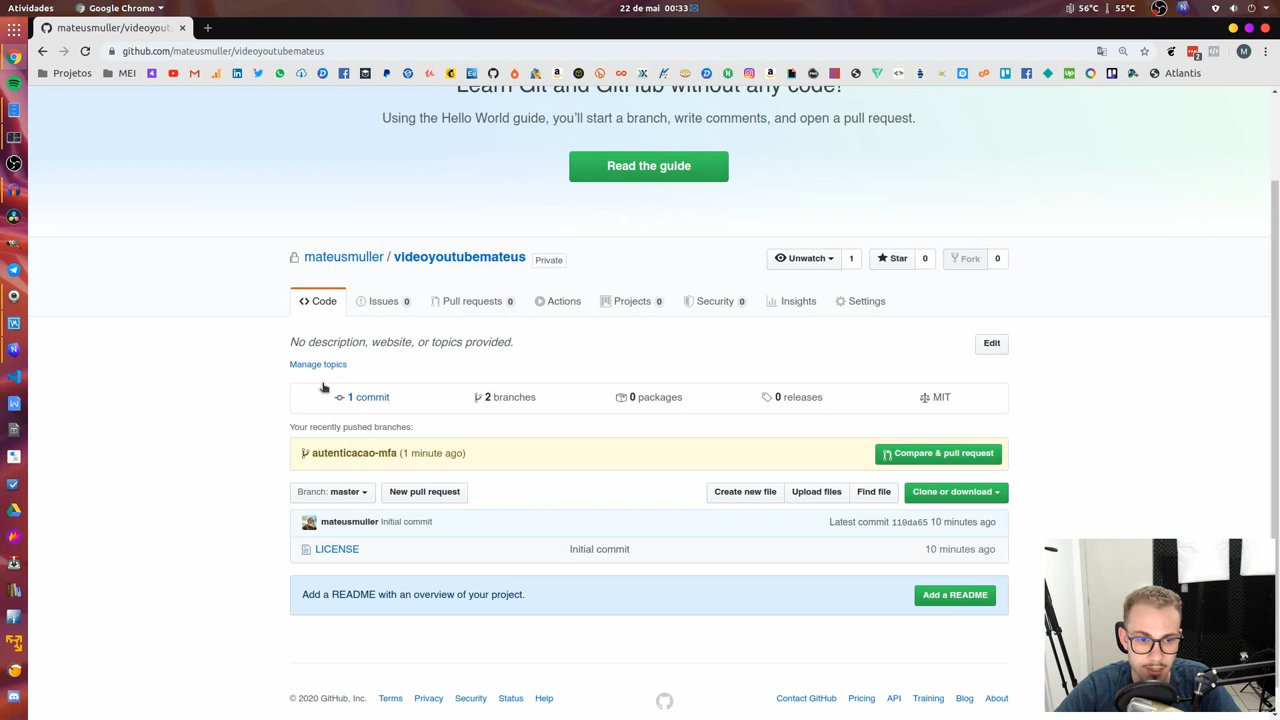 Atividades
Google Chrome
22 de mai 00:33
56°C
55°C
mateusmuller/videoyoutub
github.com/mateusmuller/videoyoutubemateus
M
2
Projetos
MEI
Atlantis
Learn Git and GitHub without any code!
Using the Hello World guide, you’ll start a branch, write comments, and open a pull request.
Read the guide
mateusmuller / videoyoutubemateus Private
Unwatch 1 Star 0 Fork 0
Code Issues 0 Pull requests 0 Actions Projects 0 Security 0 Insights Settings
No description, website, or topics provided.
Edit
Manage topics
1 commit 2 branches 0 packages 0 releases MIT
Your recently pushed branches:
autenticacao-mfa (1 minute ago)
Compare & pull request
Branch: master New pull request Create new file Upload files Find file Clone or download
mateusmuller Initial commit Latest commit 110da65 10 minutes ago
LICENSE Initial commit 10 minutes ago
Add a README with an overview of your project.
Add a README
© 2020 GitHub, Inc. Terms Privacy Security Status Help Contact GitHub Pricing API Training Blog About